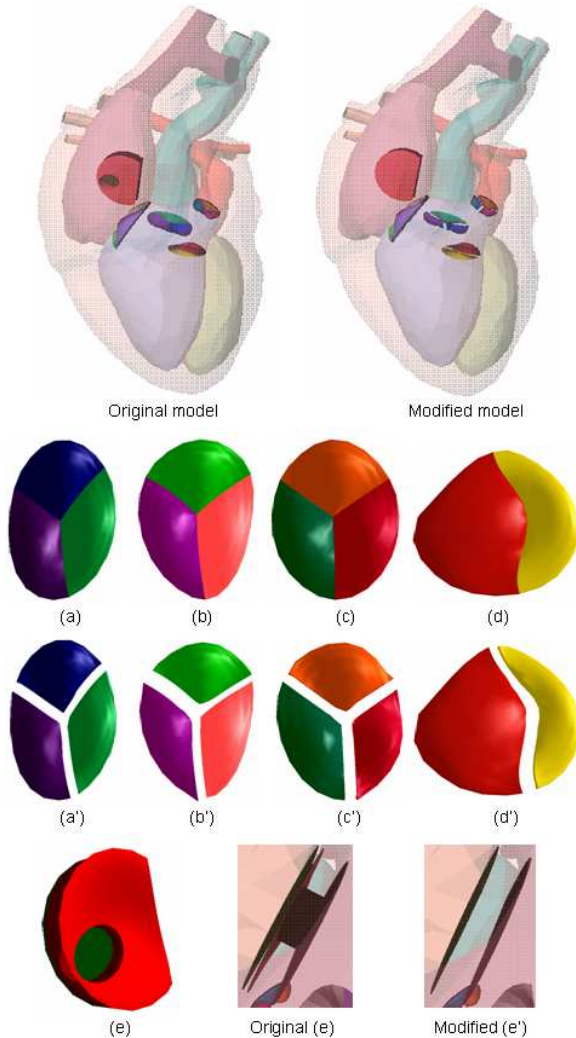 Original model Modified model
(a) (b) (c) (d)
(a') (b') (c') (d')
(e) Original (e) Modified (e')